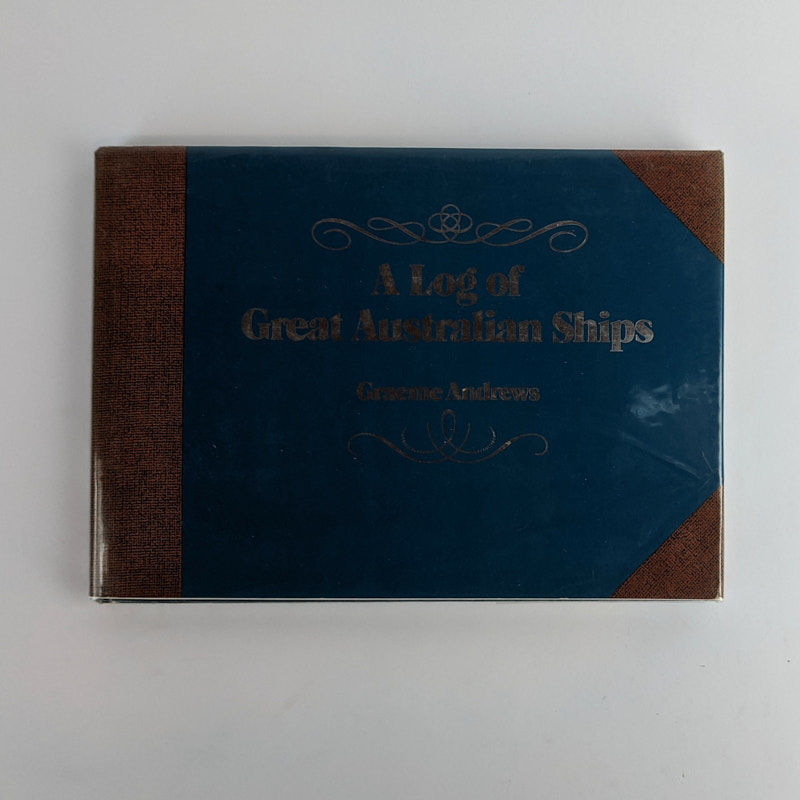 A Log of
Great Australian Ships
Graeme Andrews